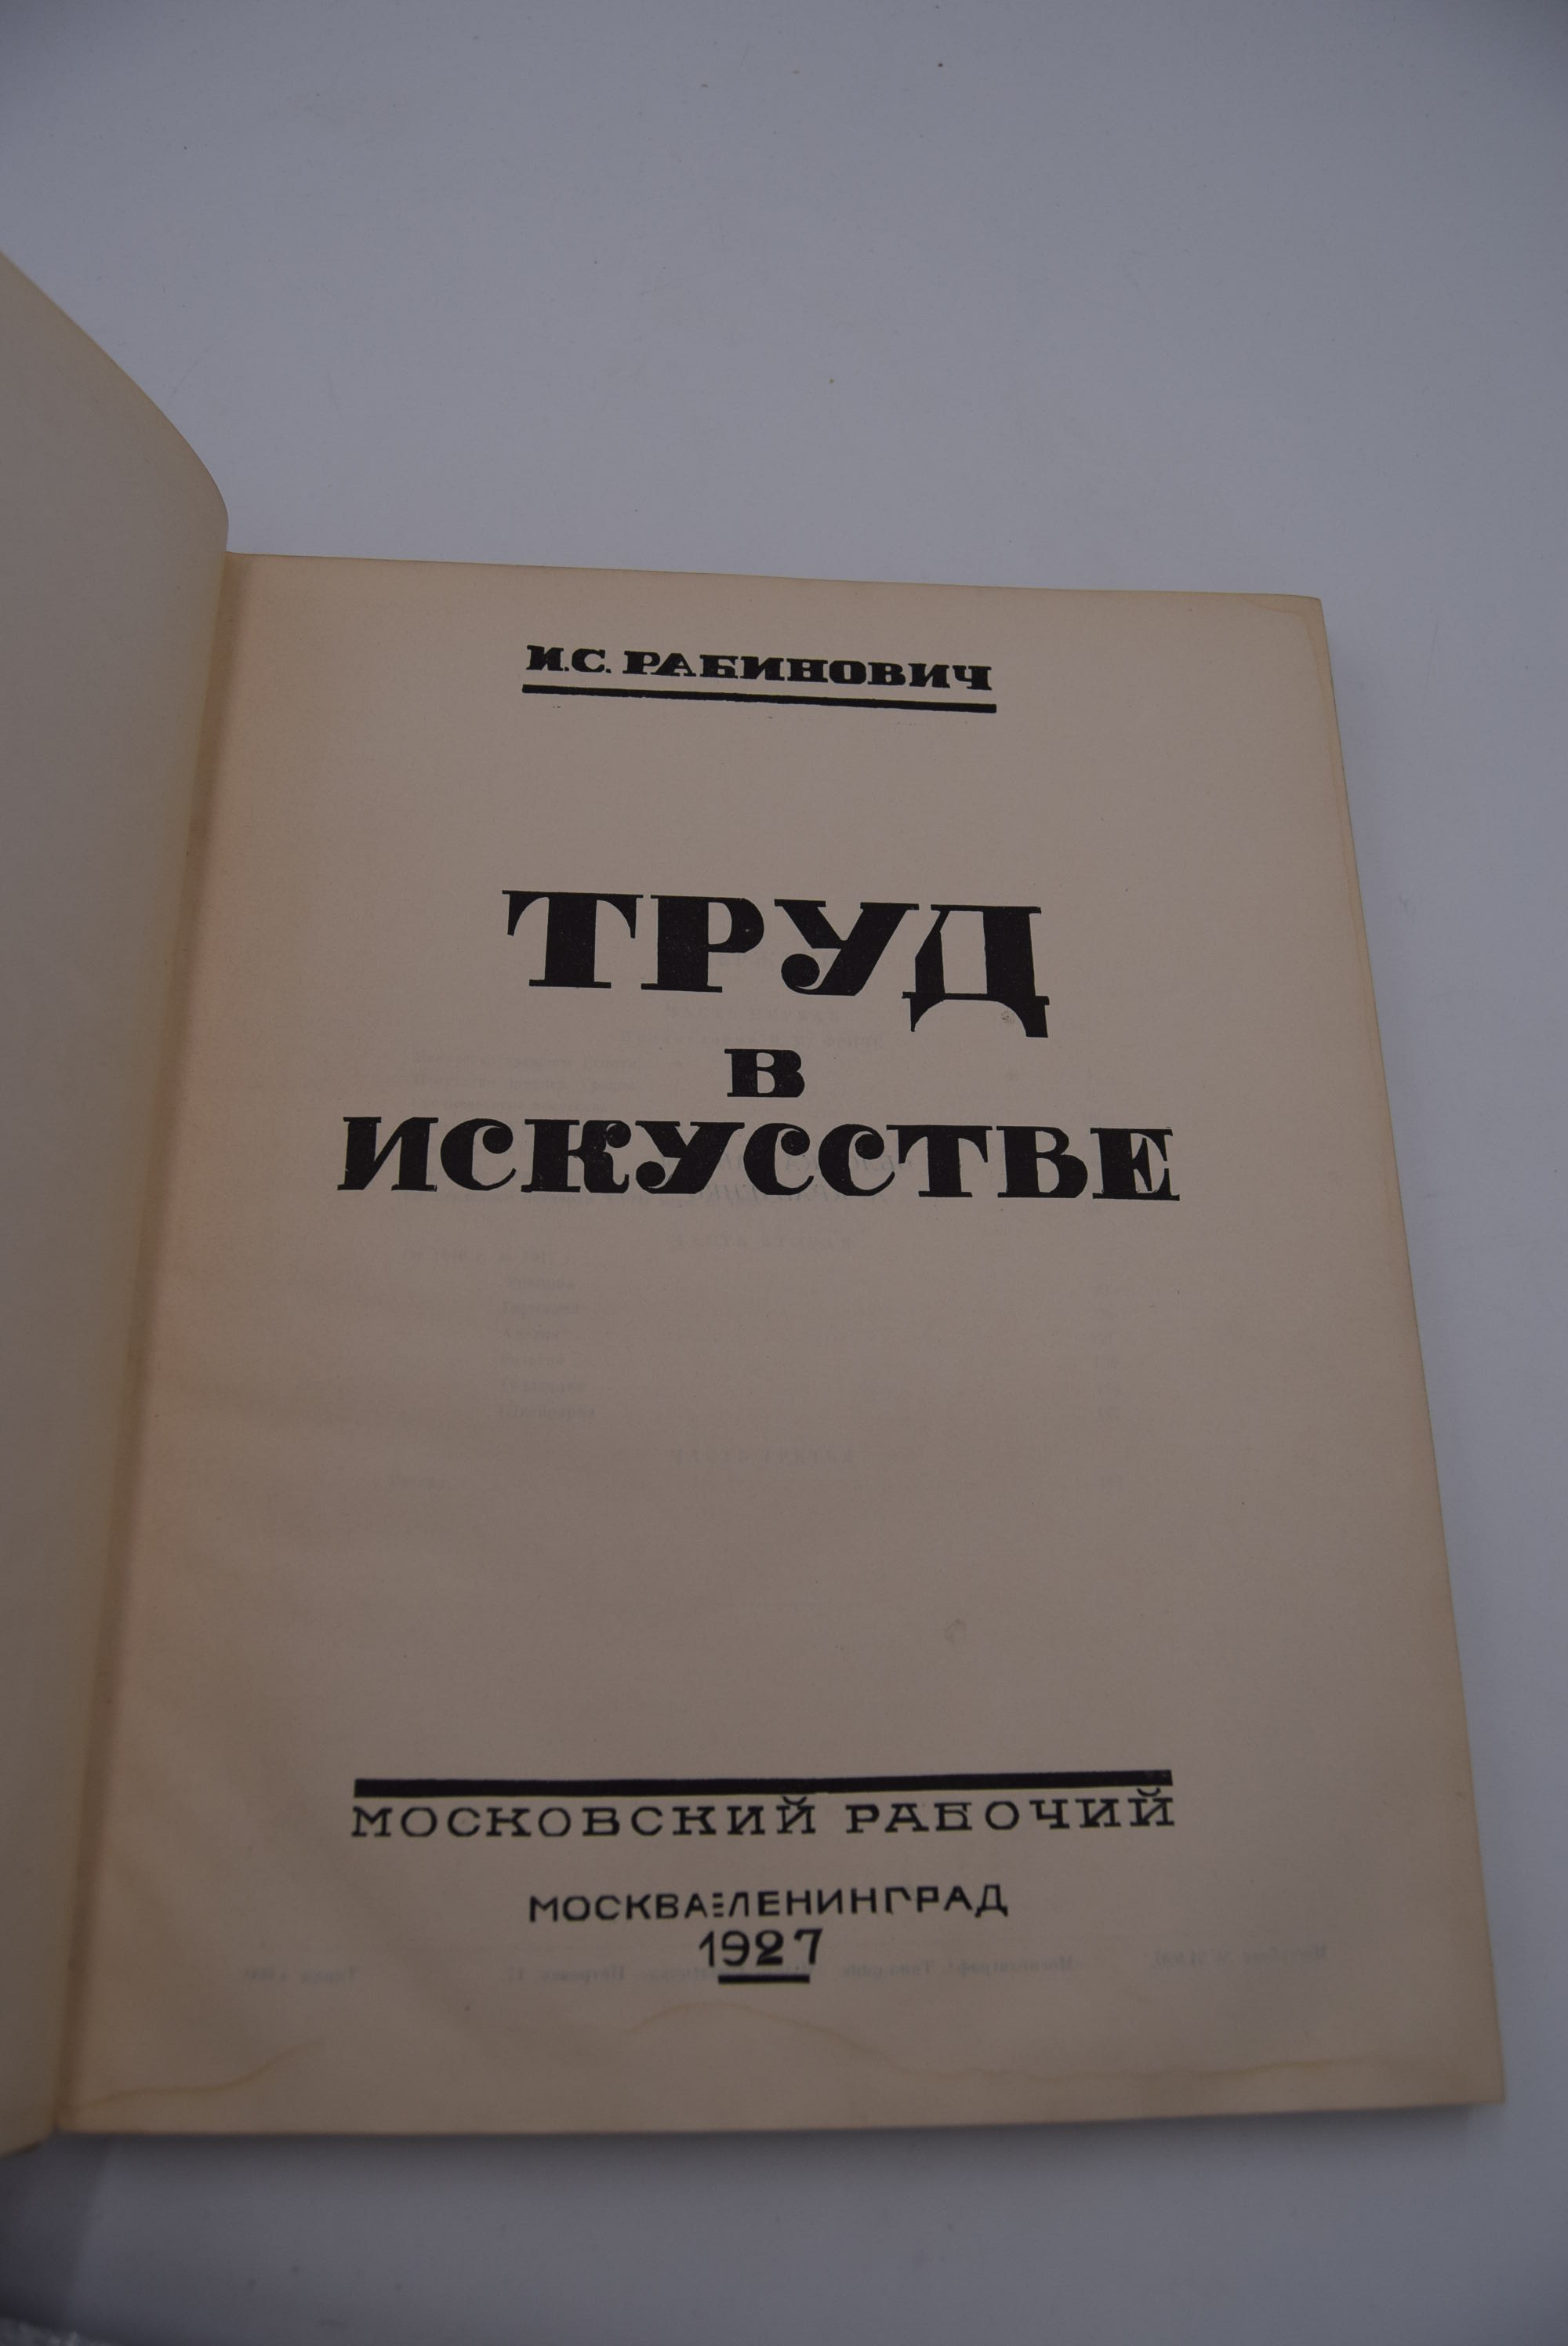 И.С. РАБИНОВИЧ
ТРУД
В
ИСКУССТВЕ
МОСКОВСКИЙ РАБОЧИЙ
МОСКВА-ЛЕНИНГРАД
1927